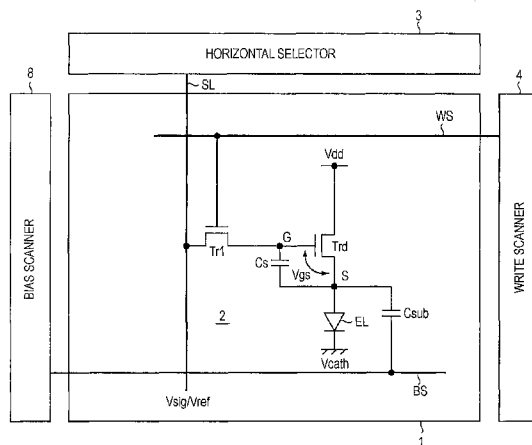 3
HORIZONTAL SELECTOR
8
4
SL
WS
Vdd
BIAS SCANNER
WRITE SCANNER
Tr1
G
Trd
Cs
Vgs
S
2
EL
Csub
Vcath
Vsig/Vref
BS
1